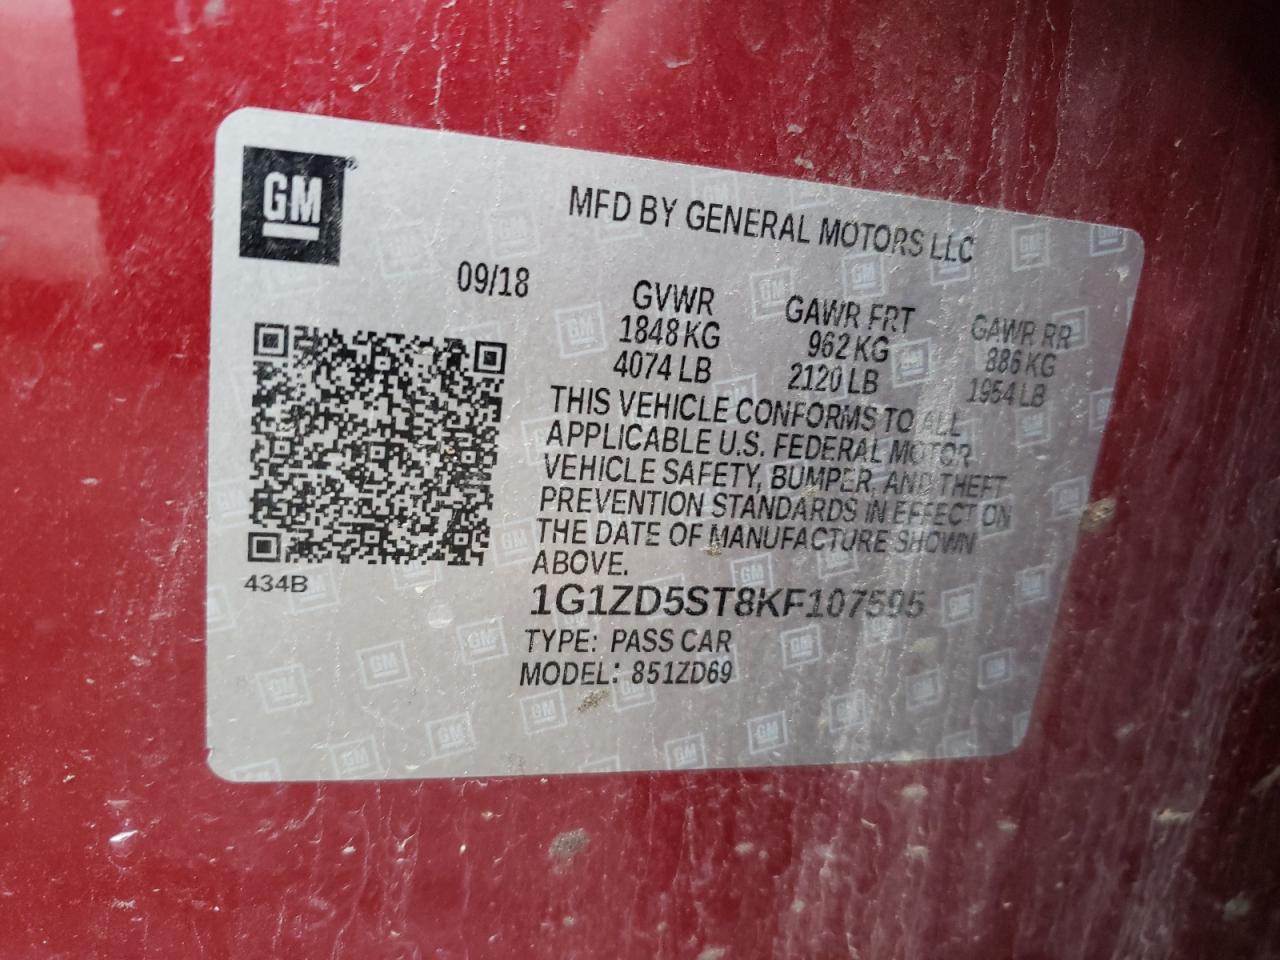 GM
MFD BY GENERAL MOTORS LLC
09/18
GVWR GAWR FRT GAWR RR
1848 KG 962 KG 886 KG
4074 LB 2120 LB 1954 LB
THIS VEHICLE CONFORMS TO ALL
APPLICABLE U.S. FEDERAL MOTOR
VEHICLE SAFETY, BUMPER, AND THEFT
PREVENTION STANDARDS IN EFFECT ON
THE DATE OF MANUFACTURE SHOWN
ABOVE.
434B
1G1ZD5ST8KF107595
TYPE: PASS CAR
MODEL: 851ZD69